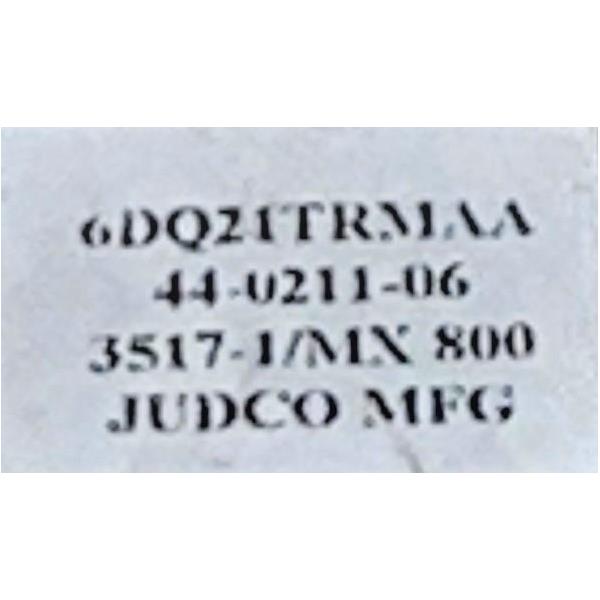 6DQ21TRMAA
44-0211-06
3517-1/MX 800
JUDCO MFG